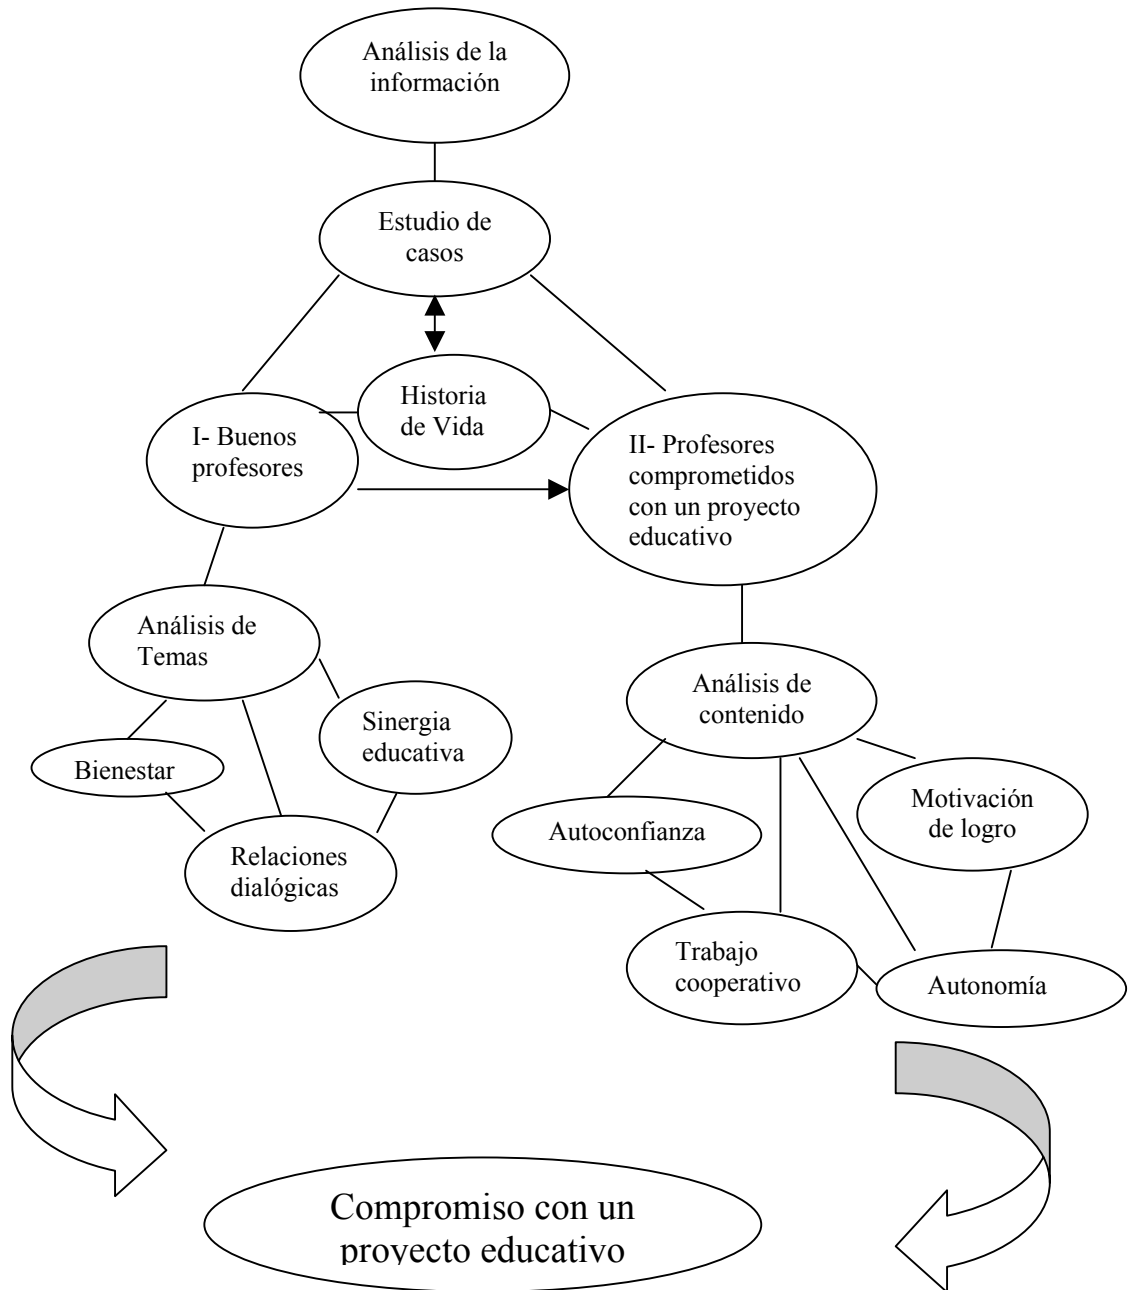 Análisis de la
información
Estudio de
casos
Historia
de Vida
I- Buenos
profesores
II- Profesores
comprometidos
con un proyecto
educativo
Análisis de
Temas
Sinergia
educativa
Bienestar
Relaciones
dialógicas
Análisis de
contenido
Motivación
de logro
Autoconfianza
Trabajo
cooperativo
Autonomía
Compromiso con un
proyecto educativo